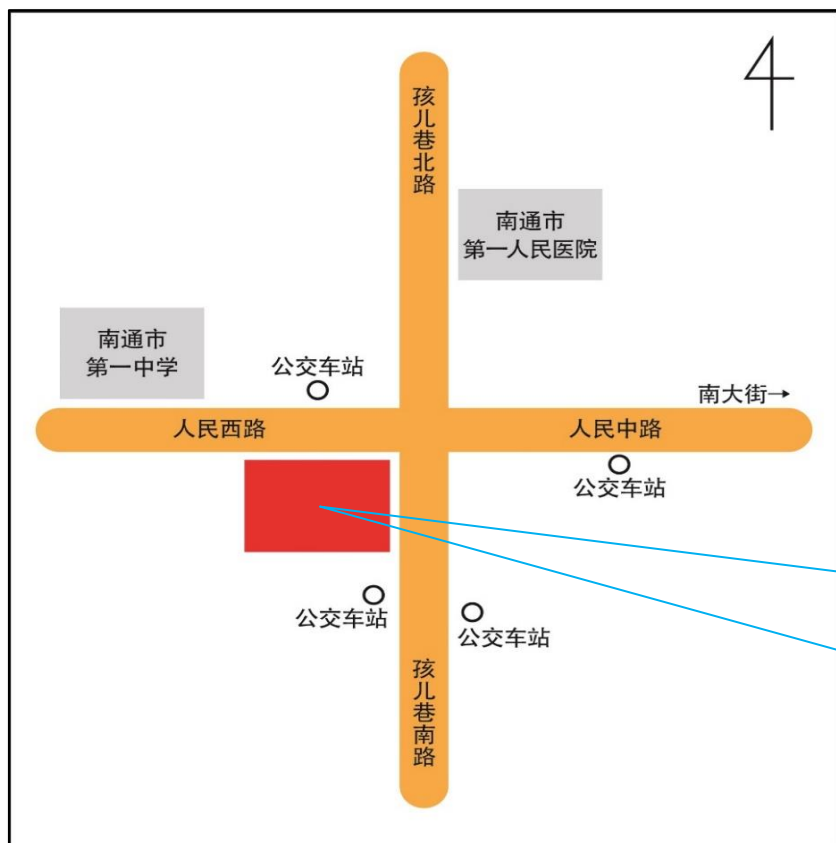 孩儿巷北路
南通市
第一人民医院
南通市
第一中学
公交车站
南大街→
人民西路
人民中路
公交车站
公交车站
公交车站
孩儿巷南路